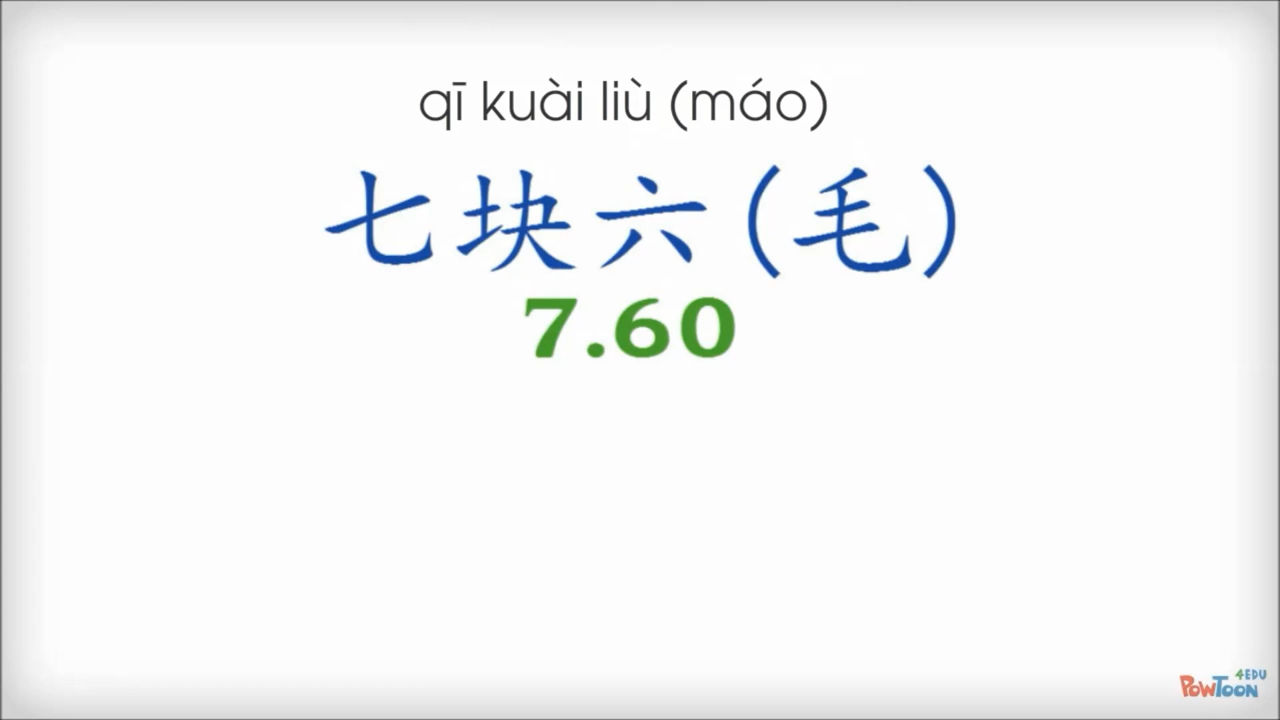 qī kuài liù (máo)
七块六(毛)
7.60
4EDU
POWTOON